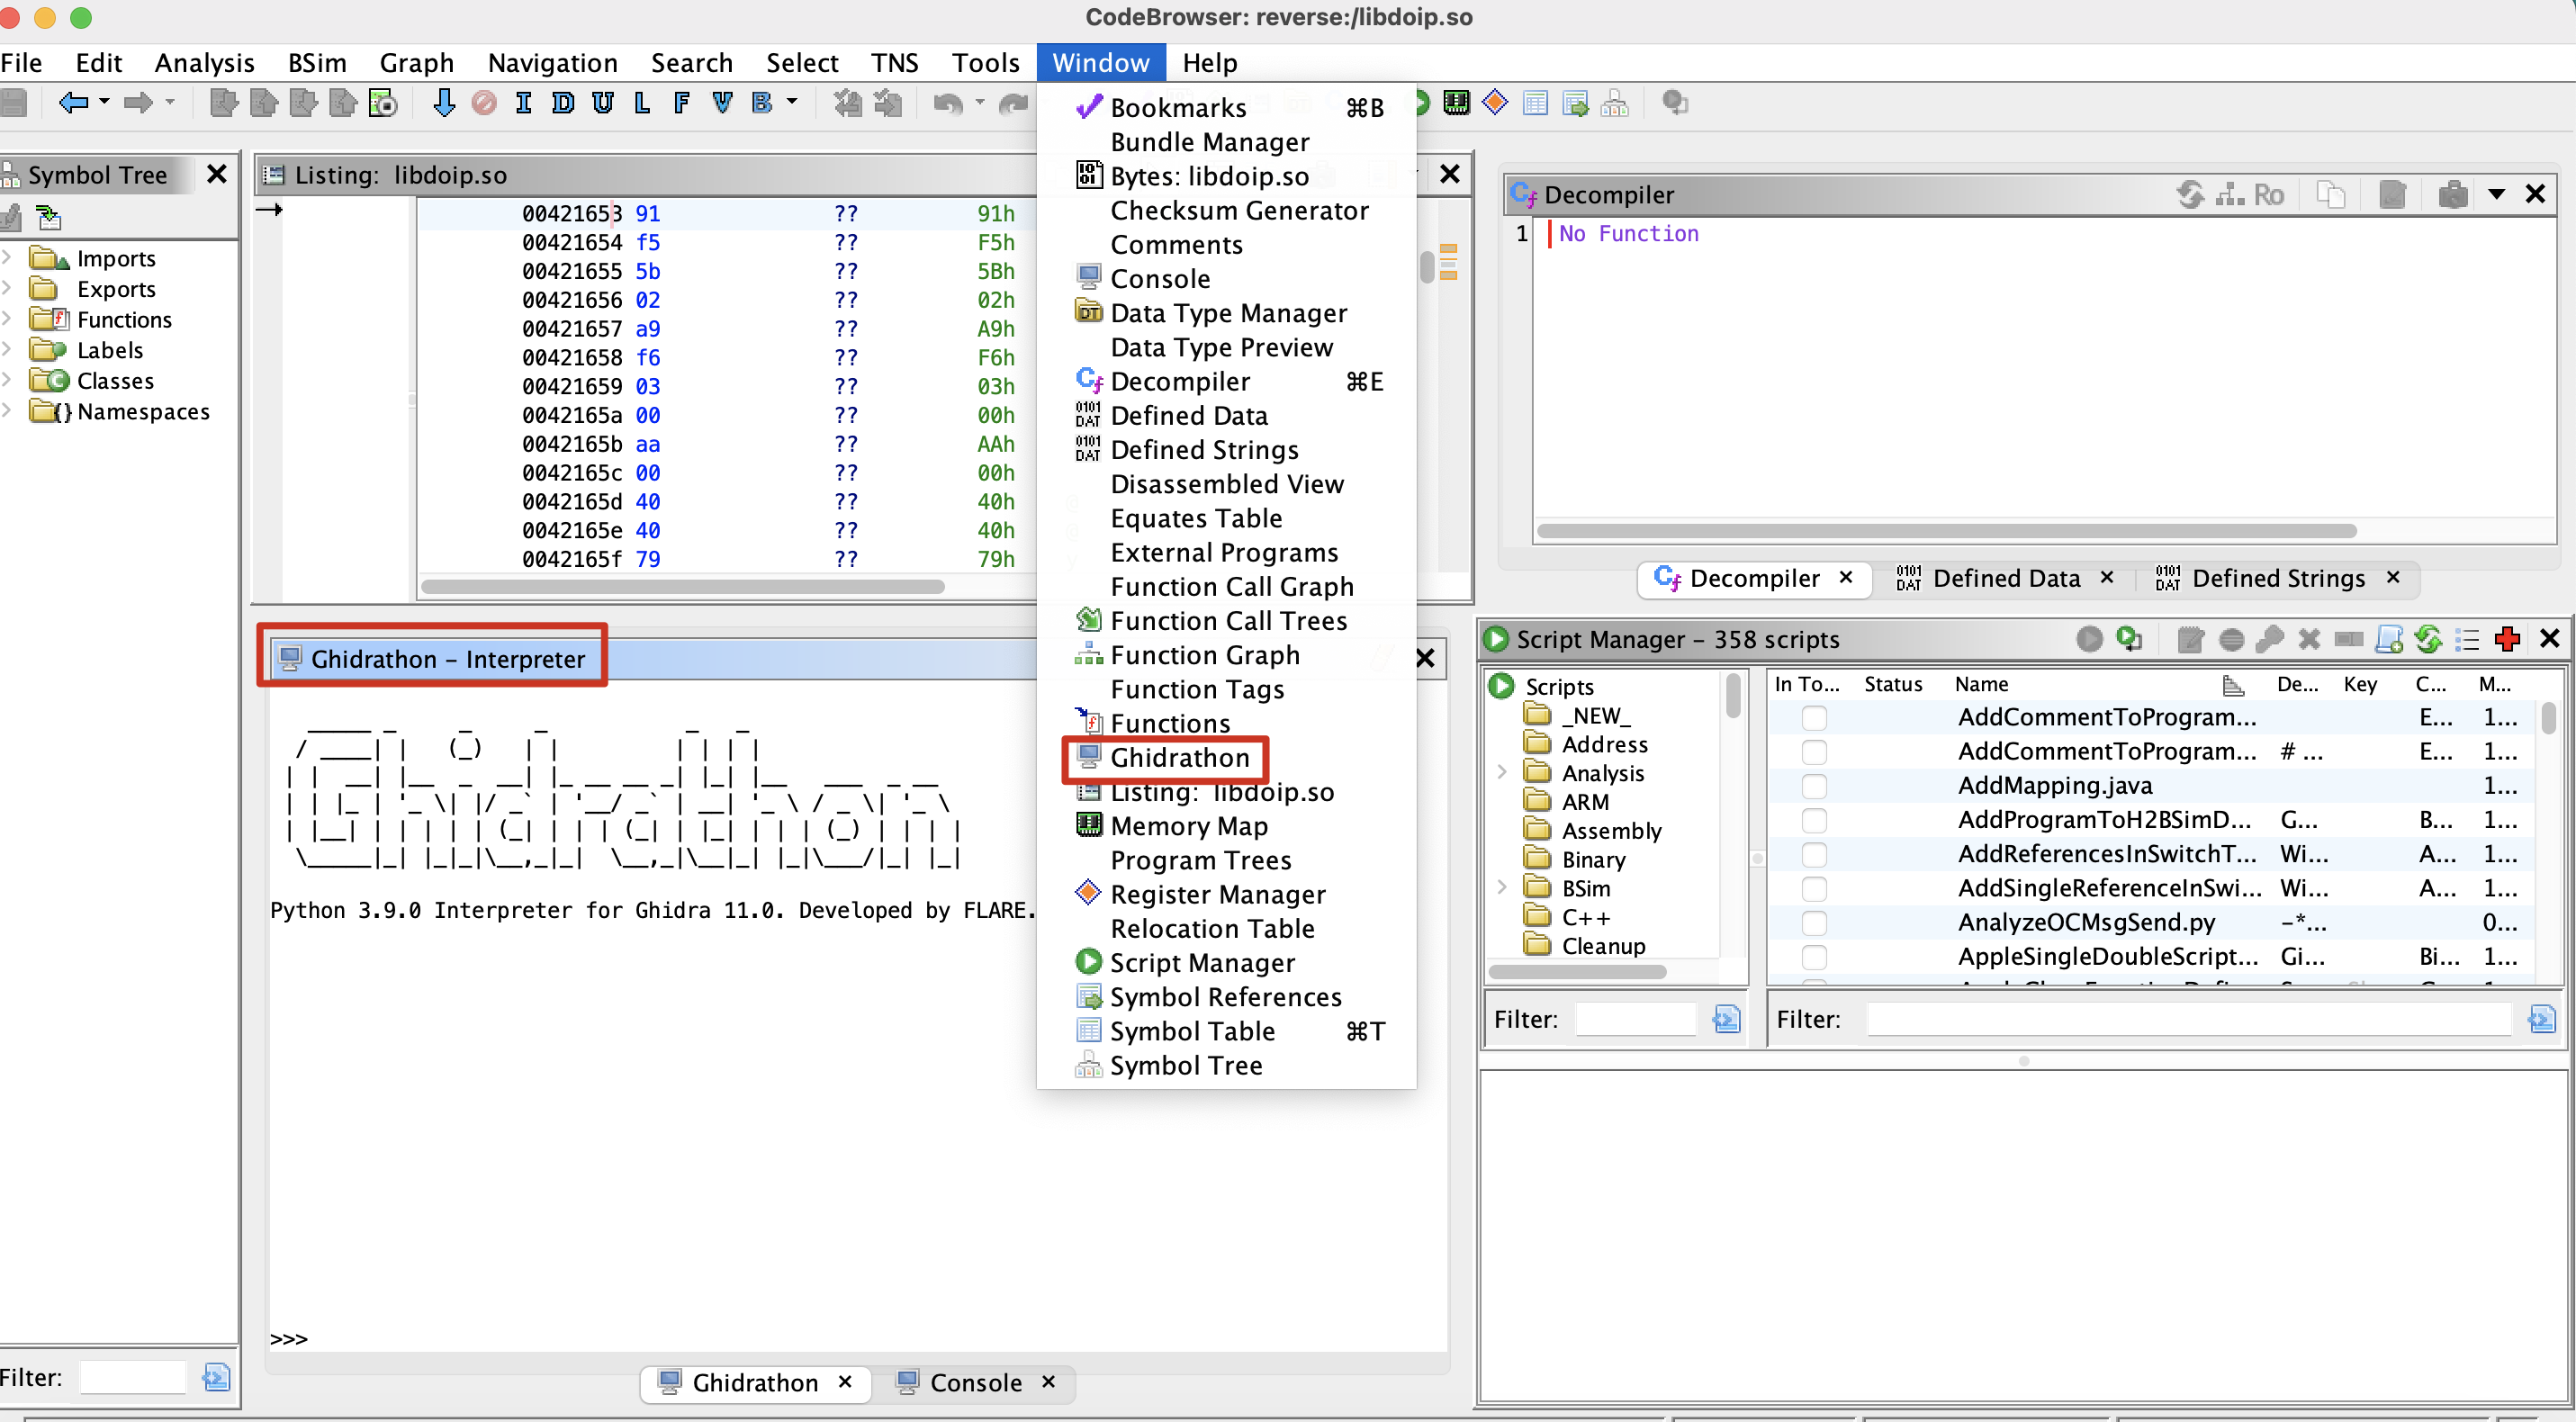 CodeBrowser: reverse:/libdoip.so
File Edit Analysis BSim Graph Navigation Search Select TNS Tools Window Help
I D U L F V B
Symbol Tree
Imports
Exports
Functions
Labels
Classes
Namespaces
Filter:
Listing: libdoip.so
00421653 91 ?? 91h
00421654 f5 ?? F5h
00421655 5b ?? 5Bh
00421656 02 ?? 02h
00421657 a9 ?? A9h
00421658 f6 ?? F6h
00421659 03 ?? 03h
0042165a 00 ?? 00h
0042165b aa ?? AAh
0042165c 00 ?? 00h
0042165d 40 ?? 40h
0042165e 40 ?? 40h
0042165f 79 ?? 79h
Ghidrathon – Interpreter
Ghidrathon
Python 3.9.0 Interpreter for Ghidra 11.0. Developed by FLARE.
>>>
Ghidrathon
Console
Bookmarks ⌘B
Bundle Manager
Bytes: libdoip.so
Checksum Generator
Comments
Console
Data Type Manager
Data Type Preview
Decompiler ⌘E
Defined Data
Defined Strings
Disassembled View
Equates Table
External Programs
Function Call Graph
Function Call Trees
Function Graph
Function Tags
Functions
Ghidrathon
Listing: libdoip.so
Memory Map
Program Trees
Register Manager
Relocation Table
Script Manager
Symbol References
Symbol Table ⌘T
Symbol Tree
Decompiler
Ro
1 No Function
Decompiler
Defined Data
Defined Strings
Script Manager – 358 scripts
Scripts
_NEW_
Address
Analysis
ARM
Assembly
Binary
BSim
C++
Cleanup
Filter:
In To... Status Name De... Key C... M...
AddCommentToProgram... E... 1...
AddCommentToProgram... # ... E... 1...
AddMapping.java 1...
AddProgramToH2BSimD... G... B... 1...
AddReferencesInSwitchT... Wi... A... 1...
AddSingleReferenceInSwi... Wi... A... 1...
AnalyzeOCMsgSend.py –*... 0...
AppleSingleDoubleScript... Gi... Bi... 1...
Filter: